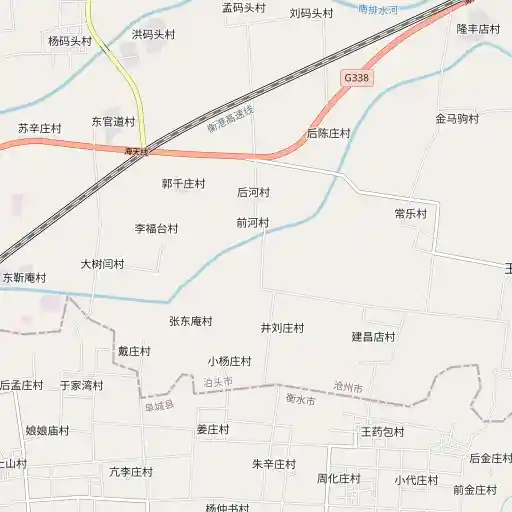 孟码头村
刘码头村
南排水河
杨码头村
洪码头村
隆丰店村
G338
衡港高速线
东官道村
苏辛庄村
后陈庄村
金马驹村
海天线
郭千庄村
后河村
前河村
常乐村
李福台村
大树闫村
东靳庵村
王
张东庵村
井刘庄村
建昌店村
戴庄村
小杨庄村
后孟庄村
于家湾村
泊头市
沧州市
阜城县
衡水市
娘娘庙村
姜庄村
王药包村
上山村
亢李庄村
朱辛庄村
后金庄村
周化庄村
小代庄村
前金庄村
杨仲书村